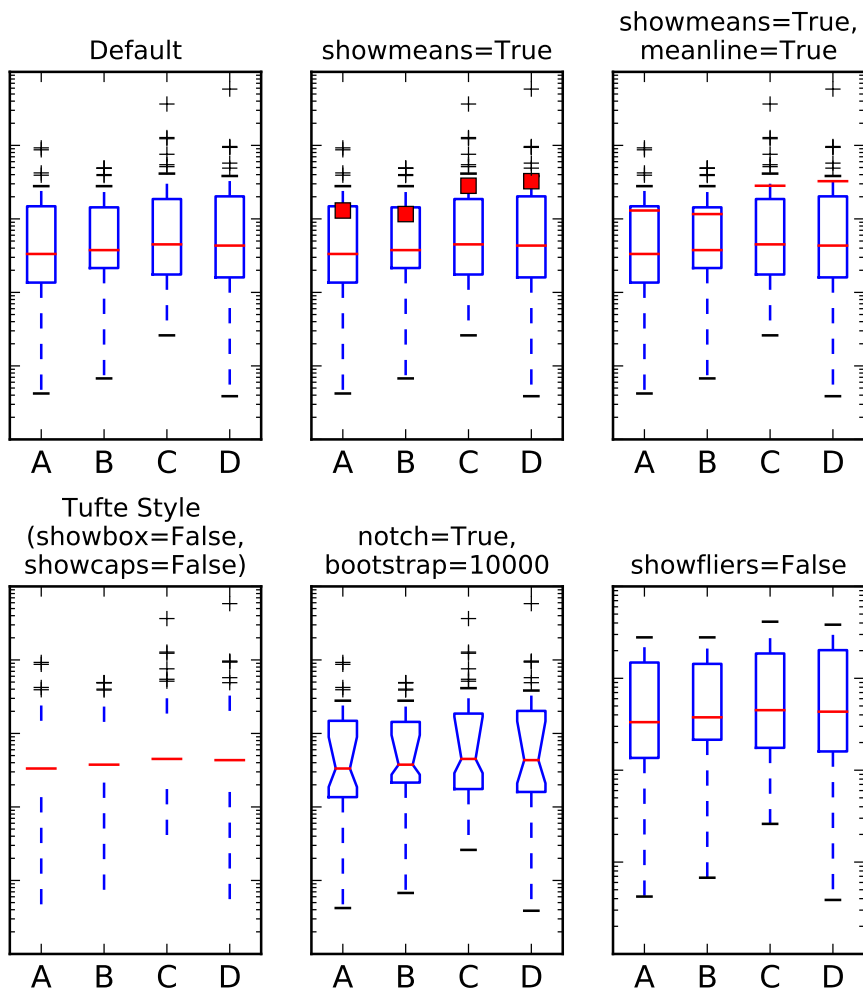 Default
showmeans=True
showmeans=True,
meanline=True
A B C D
A B C D
A B C D
Tufte Style
(showbox=False,
showcaps=False)
notch=True,
bootstrap=10000
showfliers=False
A B C D
A B C D
A B C D